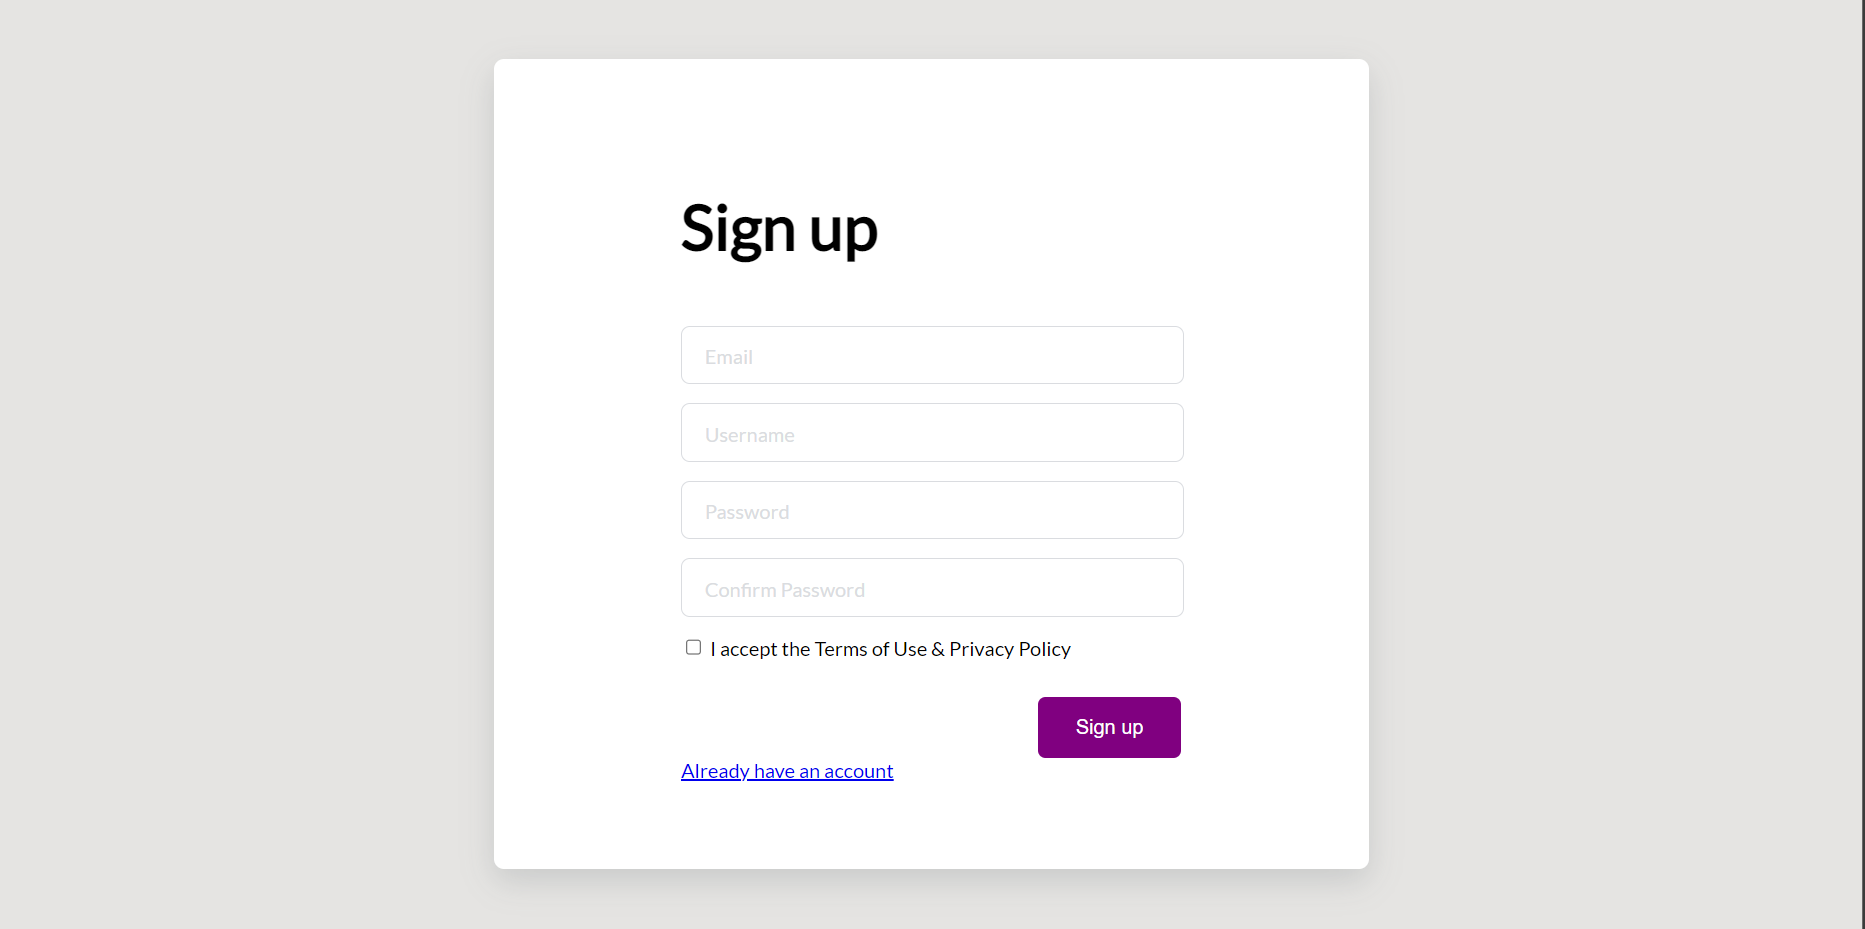 Sign up
Email
Username
Password
Confirm Password
I accept the Terms of Use & Privacy Policy
Sign up
Already have an account